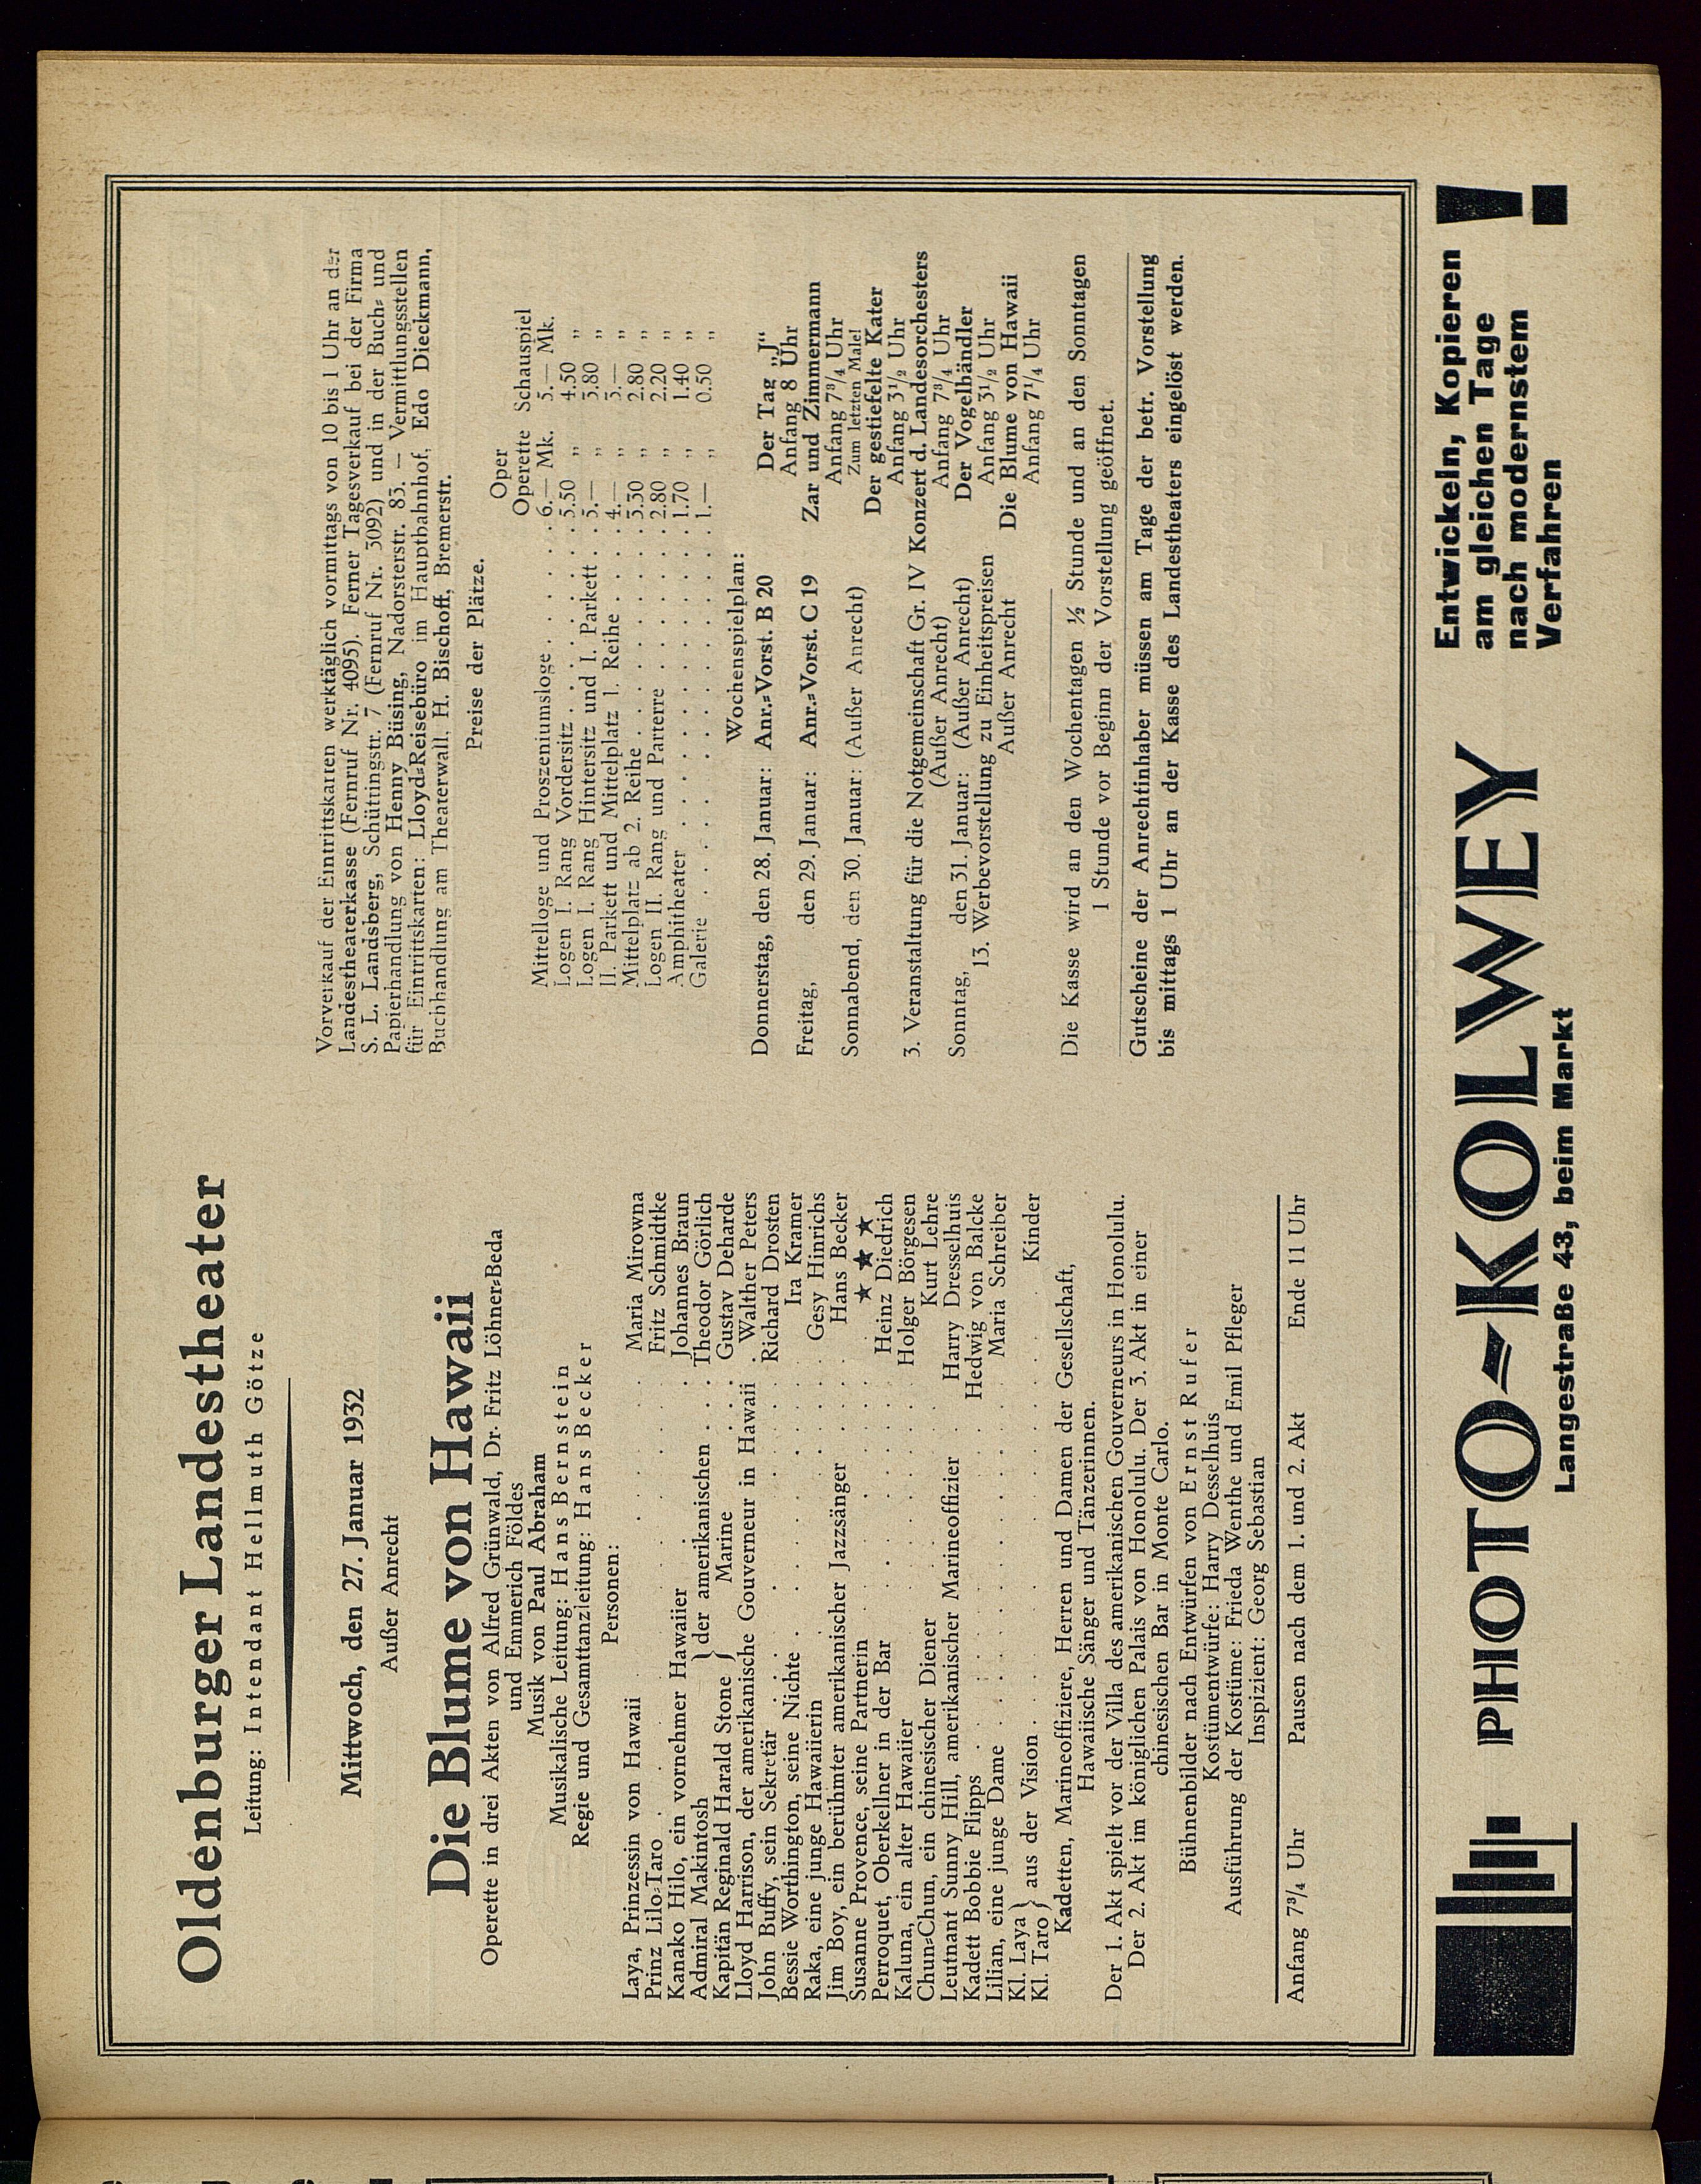 Oldenburger Landestheater
Leitung: Intendant Hellmuth Götze
Mittwoch, den 27. Januar 1932
Außer Anrecht
Die Blume von Hawaii
Operette in drei Akten von Alfred Grünwald, Dr. Fritz Löhner=Beda
und Emmerich Földes
Musik von Paul Abraham
Musikalische Leitung: Hans Bernstein
Regie und Gesamttanzleitung: Hans Becker
Personen:
Laya, Prinzessin von Hawaii . . . . . Maria Mirowna
Prinz Lilo=Taro . . . . . . . Fritz Schmidtke
Kanako Hilo, ein vornehmer Hawaiier . . Johannes Braun
Admiral Makintosh } der amerikanischen . . Theodor Görlich
Kapitän Reginald Harald Stone } Marine . . . Gustav Deharde
Lloyd Harrison, der amerikanische Gouverneur in Hawaii . Walther Peters
John Buffy, sein Sekretär . . . . . . Richard Drosten
Bessie Worthington, seine Nichte . . . . . Ira Kramer
Raka, eine junge Hawaiierin . . . . . Gesy Hinrichs
Jim Boy, ein berühmter amerikanischer Jazzsänger . . . Hans Becker
Susanne Provence, seine Partnerin . . . . . ★ ★ ★
Perroquet, Oberkellner in der Bar . . . . . Heinz Diedrich
Kaluna, ein alter Hawaiier . . . . . Holger Börgesen
Chun=Chun, ein chinesischer Diener . . . . . Kurt Lehre
Leutnant Sunny Hill, amerikanischer Marineoffizier . . Harry Dresselhuis
Kadett Bobbie Flipps . . . . . . Hedwig von Balcke
Lilian, eine junge Dame . . . . . . Maria Schreiber
Kl. Laya } aus der Vision . . . . . . Kinder
Kl. Taro }
Kadetten, Marineoffiziere, Herren und Damen der Gesellschaft,
Hawaiische Sänger und Tänzerinnen.
Der 1. Akt spielt vor der Villa des amerikanischen Gouverneurs in Honolulu.
Der 2. Akt im königlichen Palais von Honolulu. Der 3. Akt in einer
chinesischen Bar in Monte Carlo.
Bühnenbilder nach Entwürfen von Ernst Rufer
Kostümentwürfe: Harry Desselhuis
Ausführung der Kostüme: Frieda Wenthe und Emil Pfleger
Inspizient: Georg Sebastian
Anfang 7¾ Uhr Pausen nach dem 1. und 2. Akt Ende 11 Uhr
Vorverkauf der Eintrittskarten werktäglich vormittags von 10 bis 1 Uhr an der
Landestheaterkasse (Fernruf Nr. 4095). Ferner Tagesverkauf bei der Firma
S. L. Landsberg, Schüttingstr. 7 (Fernruf Nr. 3092) und in der Buch= und
Papierhandlung von Henny Büsing, Nadorsterstr. 83. — Vermittlungsstellen
für Eintrittskarten: Lloyd=Reisebüro im Hauptbahnhof, Edo Dieckmann,
Buchhandlung am Theaterwall, H. Bischoff, Bremerstr.
Preise der Plätze.
Oper
Operette Schauspiel
Mittelloge und Proszeniumsloge . . . . . . 6.— Mk. 5.— Mk.
Logen I. Rang Vordersitz . . . . . . 5.50 „ 4.50 „
Logen I. Rang Hintersitz und I. Parkett . . 5.— „ 3.80 „
II. Parkett und Mittelplatz 1. Reihe . . . 4.— „ 3.— „
Mittelplatz ab 2. Reihe . . . . . . 3.30 „ 2.80 „
Logen II. Rang und Parterre . . . . . 2.80 „ 2.20 „
Amphitheater . . . . . . . . 1.70 „ 1.40 „
Galerie . . . . . . . . . 1.— „ 0.50 „
Wochenspielplan:
Donnerstag, den 28. Januar: Anr.=Vorst. B 20 Der Tag „J“
Anfang 8 Uhr
Freitag, den 29. Januar: Anr.=Vorst. C 19 Zar und Zimmermann
Anfang 7¾ Uhr
Zum letzten Male!
Sonnabend, den 30. Januar: (Außer Anrecht) Der gestiefelte Kater
Anfang 3½ Uhr
3. Veranstaltung für die Notgemeinschaft Gr. IV Konzert d. Landesorchesters
(Außer Anrecht) Anfang 7¾ Uhr
Sonntag, den 31. Januar: (Außer Anrecht) Der Vogelhändler
13. Werbevorstellung zu Einheitspreisen Anfang 3½ Uhr
Außer Anrecht Die Blume von Hawaii
Anfang 7¼ Uhr
Die Kasse wird an den Wochentagen ½ Stunde und an den Sonntagen
1 Stunde vor Beginn der Vorstellung geöffnet.
Gutscheine der Anrechtinhaber müssen am Tage der betr. Vorstellung
bis mittags 1 Uhr an der Kasse des Landestheaters eingelöst werden.
PHOTO-KOLWEY
Langestraße 43, beim Markt
Entwickeln, Kopieren
am gleichen Tage
nach modernstem
Verfahren
!